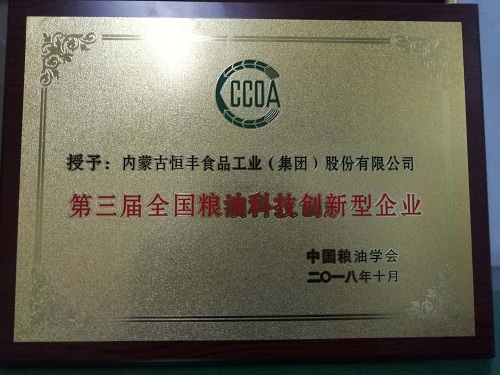 CCOA
授予：内蒙古恒丰食品工业（集团）股份有限公司
第三届全国粮油科技创新型企业
中国粮油学会
二〇一八年十月